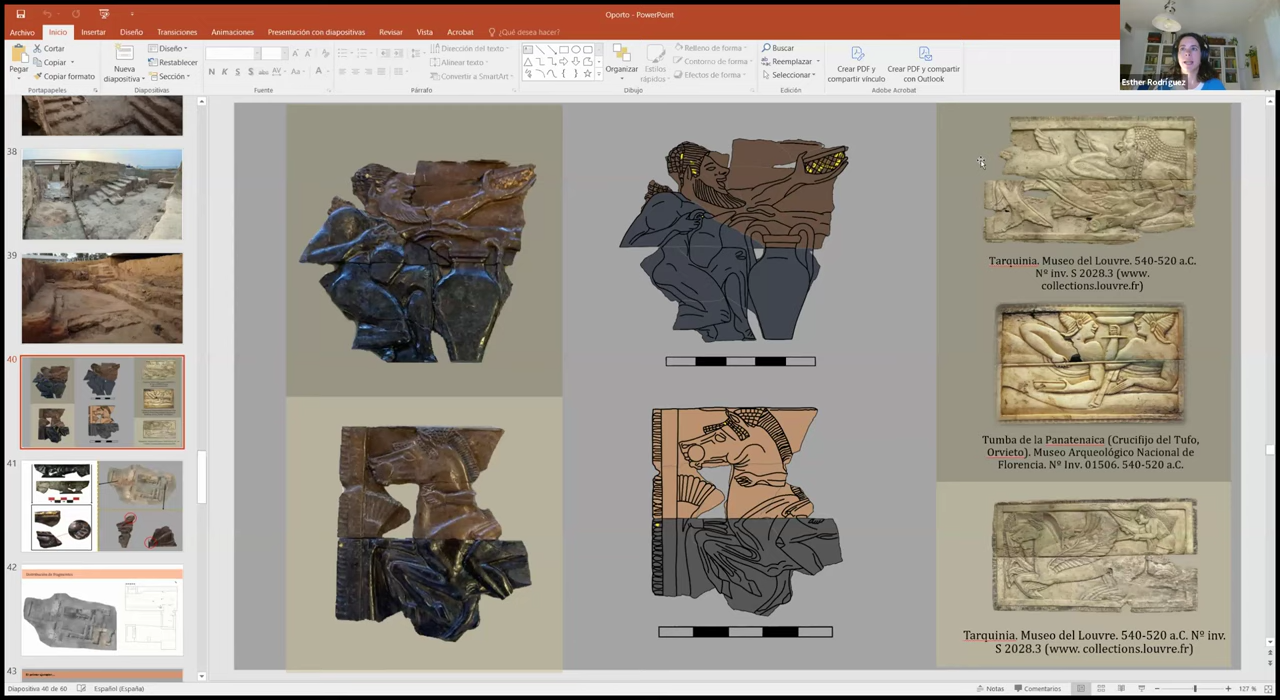 Oporto - PowerPoint
Archivo Inicio Insertar Diseño Transiciones Animaciones Presentación con diapositivas Revisar Vista Acrobat ¿Qué desea hacer?
Pegar
Cortar
Copiar
Copiar formato
Portapapeles
Nueva diapositiva
Diseño
Restablecer
Sección
Diapositivas
N K S S abc AV Aa A
Fuente
Dirección del texto
Alinear texto
Convierte a SmartArt
Párrafo
Organizar
Estilos rápidos
Relleno de forma
Contorno de forma
Efectos de forma
Dibujo
Buscar
Reemplazar
Seleccionar
Edición
Crear PDF y compartir vínculo
Crear PDF y compartir con Outlook
Adobe Acrobat
Esther Rodríguez
38
39
40
41
42
43
Tarquinia. Museo del Louvre. 540-520 a.C.
Nº inv. S 2028.3 (www.
collections.louvre.fr)
Tumba de la Panatenaica (Crucifijo del Tufo,
Orvieto). Museo Arqueológico Nacional de
Florencia. Nº Inv. 01506. 540-520 a.C.
Tarquinia. Museo del Louvre. 540-520 a.C. Nº inv.
S 2028.3 (www. collections.louvre.fr)
Diapositiva 40 de 60 Español (España) Notas Comentarios 127 %